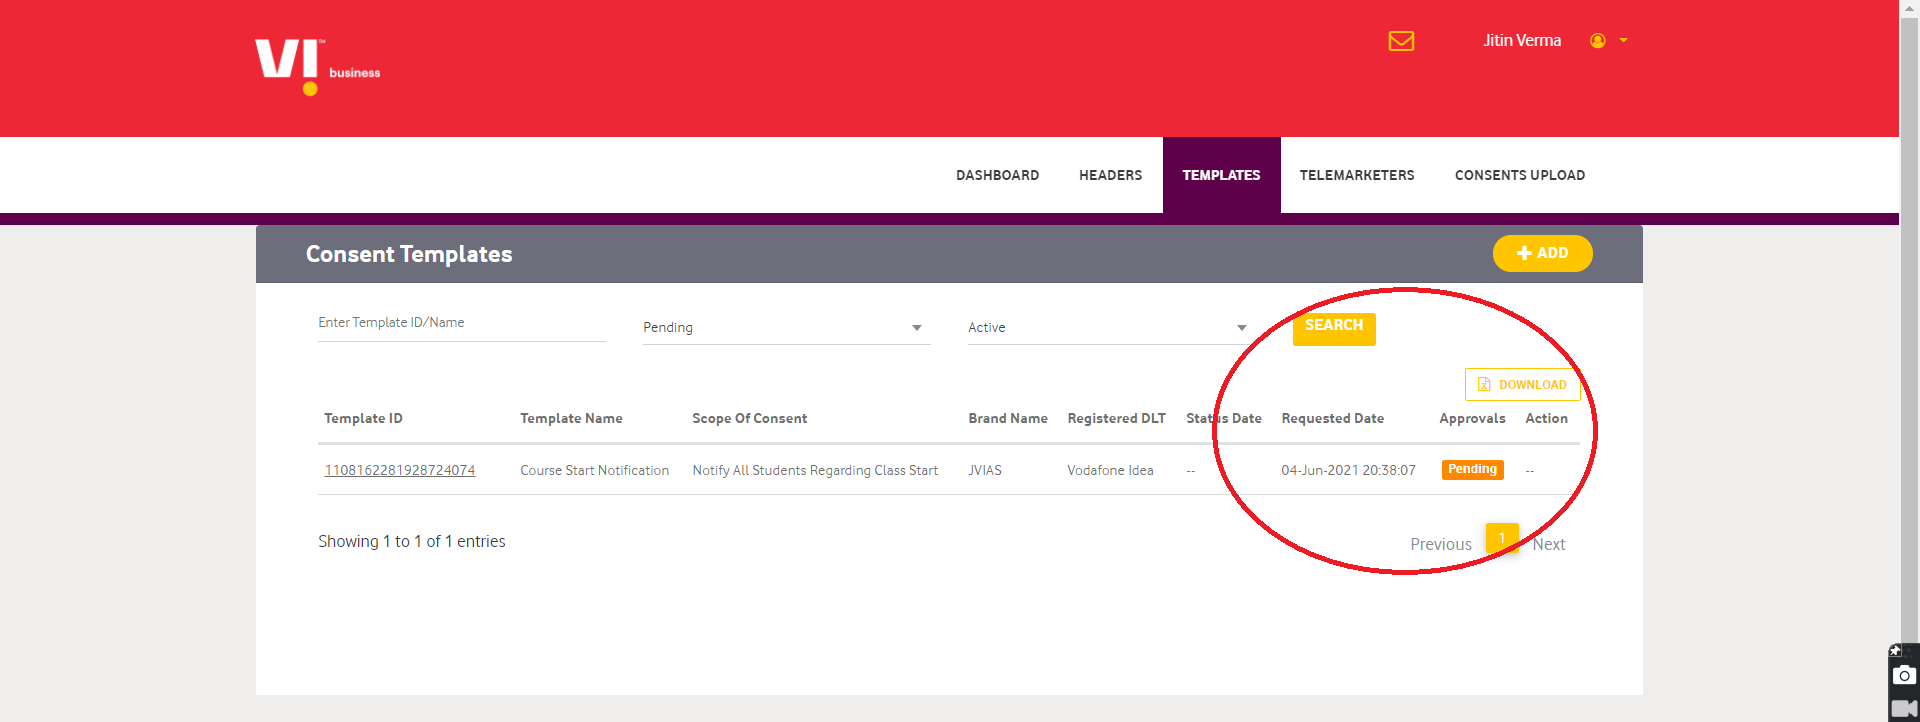 VI™ business
Jitin Verma
DASHBOARD HEADERS TEMPLATES TELEMARKETERS CONSENTS UPLOAD
Consent Templates
ADD
Enter Template ID/Name Pending Active SEARCH
DOWNLOAD
Template ID Template Name Scope Of Consent Brand Name Registered DLT Status Date Requested Date Approvals Action
1108162281928724074 Course Start Notification Notify All Students Regarding Class Start JVIAS Vodafone Idea -- 04-Jun-2021 20:38:07 Pending --
Showing 1 to 1 of 1 entries Previous 1 Next